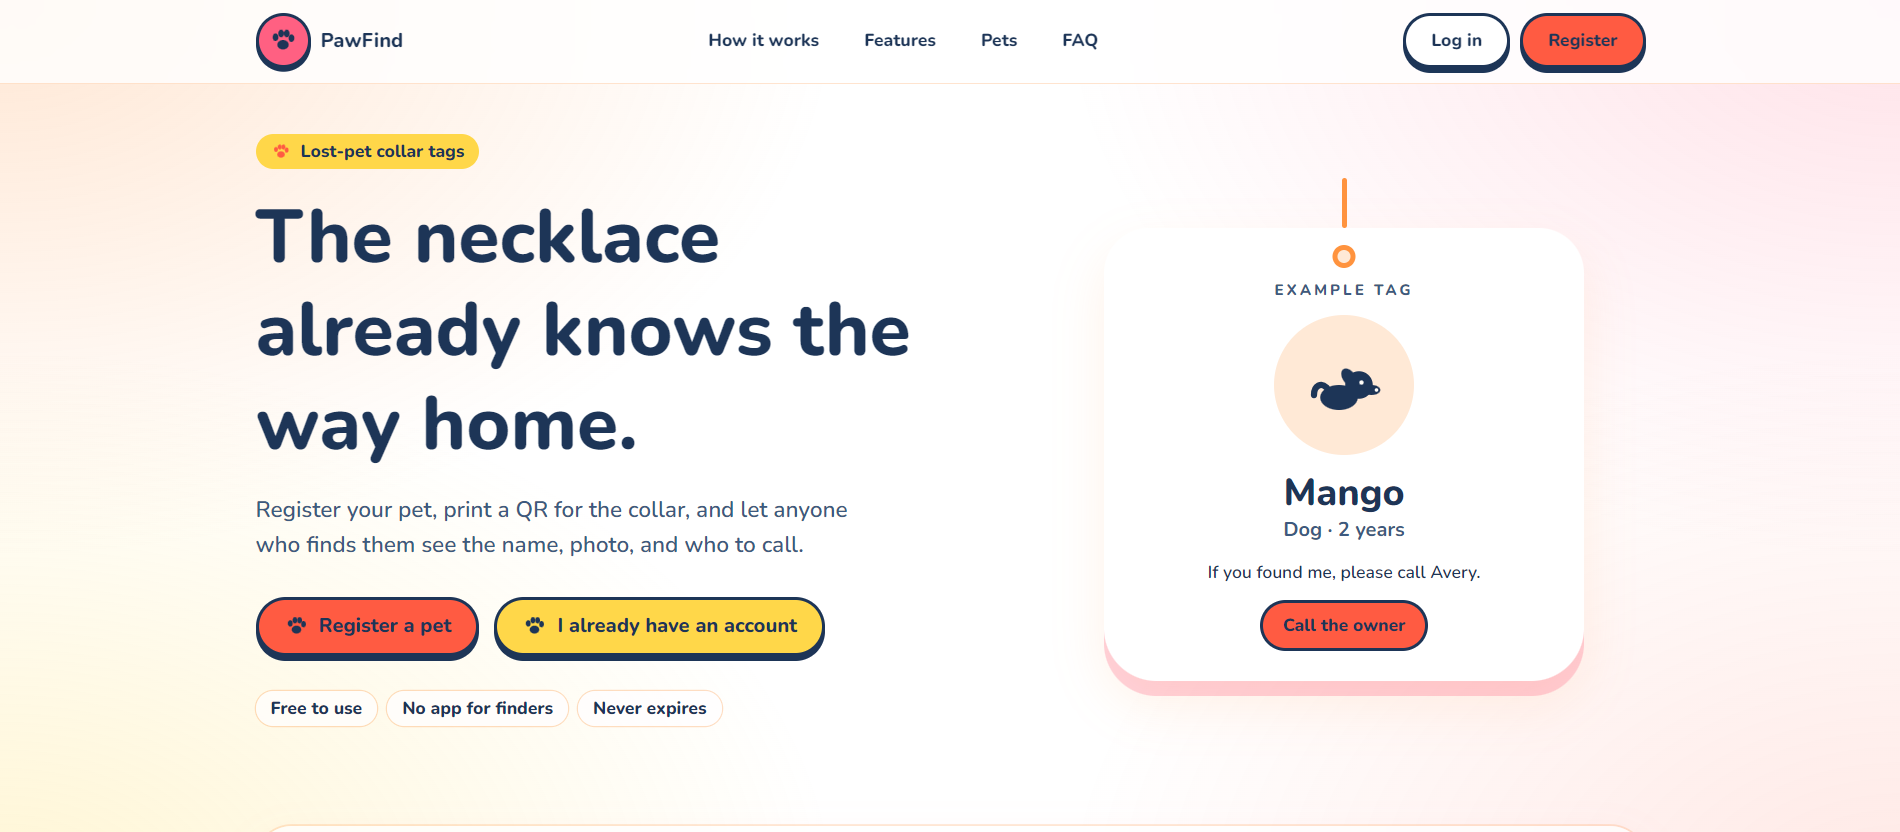 PawFind
How it works
Features
Pets
FAQ
Log in
Register
Lost-pet collar tags
The necklace
already knows the
way home.
Register your pet, print a QR for the collar, and let anyone
who finds them see the name, photo, and who to call.
Register a pet
I already have an account
Free to use
No app for finders
Never expires
EXAMPLE TAG
Mango
Dog · 2 years
If you found me, please call Avery.
Call the owner